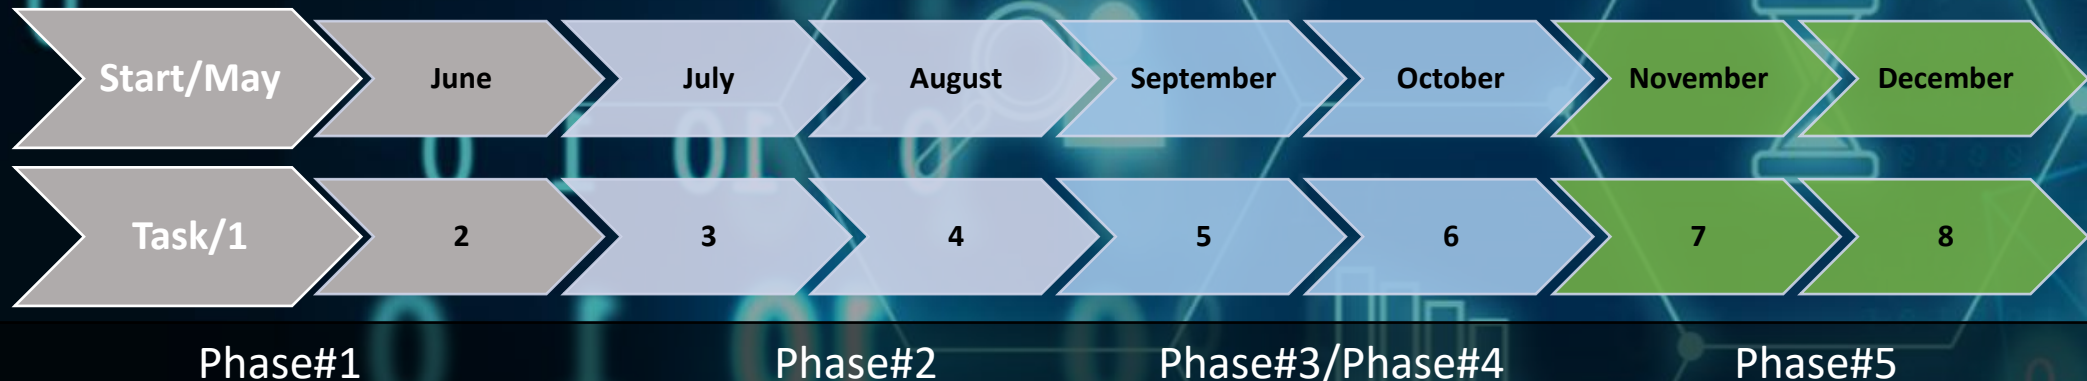 Start/May June July August September October November December
Task/1 2 3 4 5 6 7 8
Phase#1 Phase#2 Phase#3/Phase#4 Phase#5